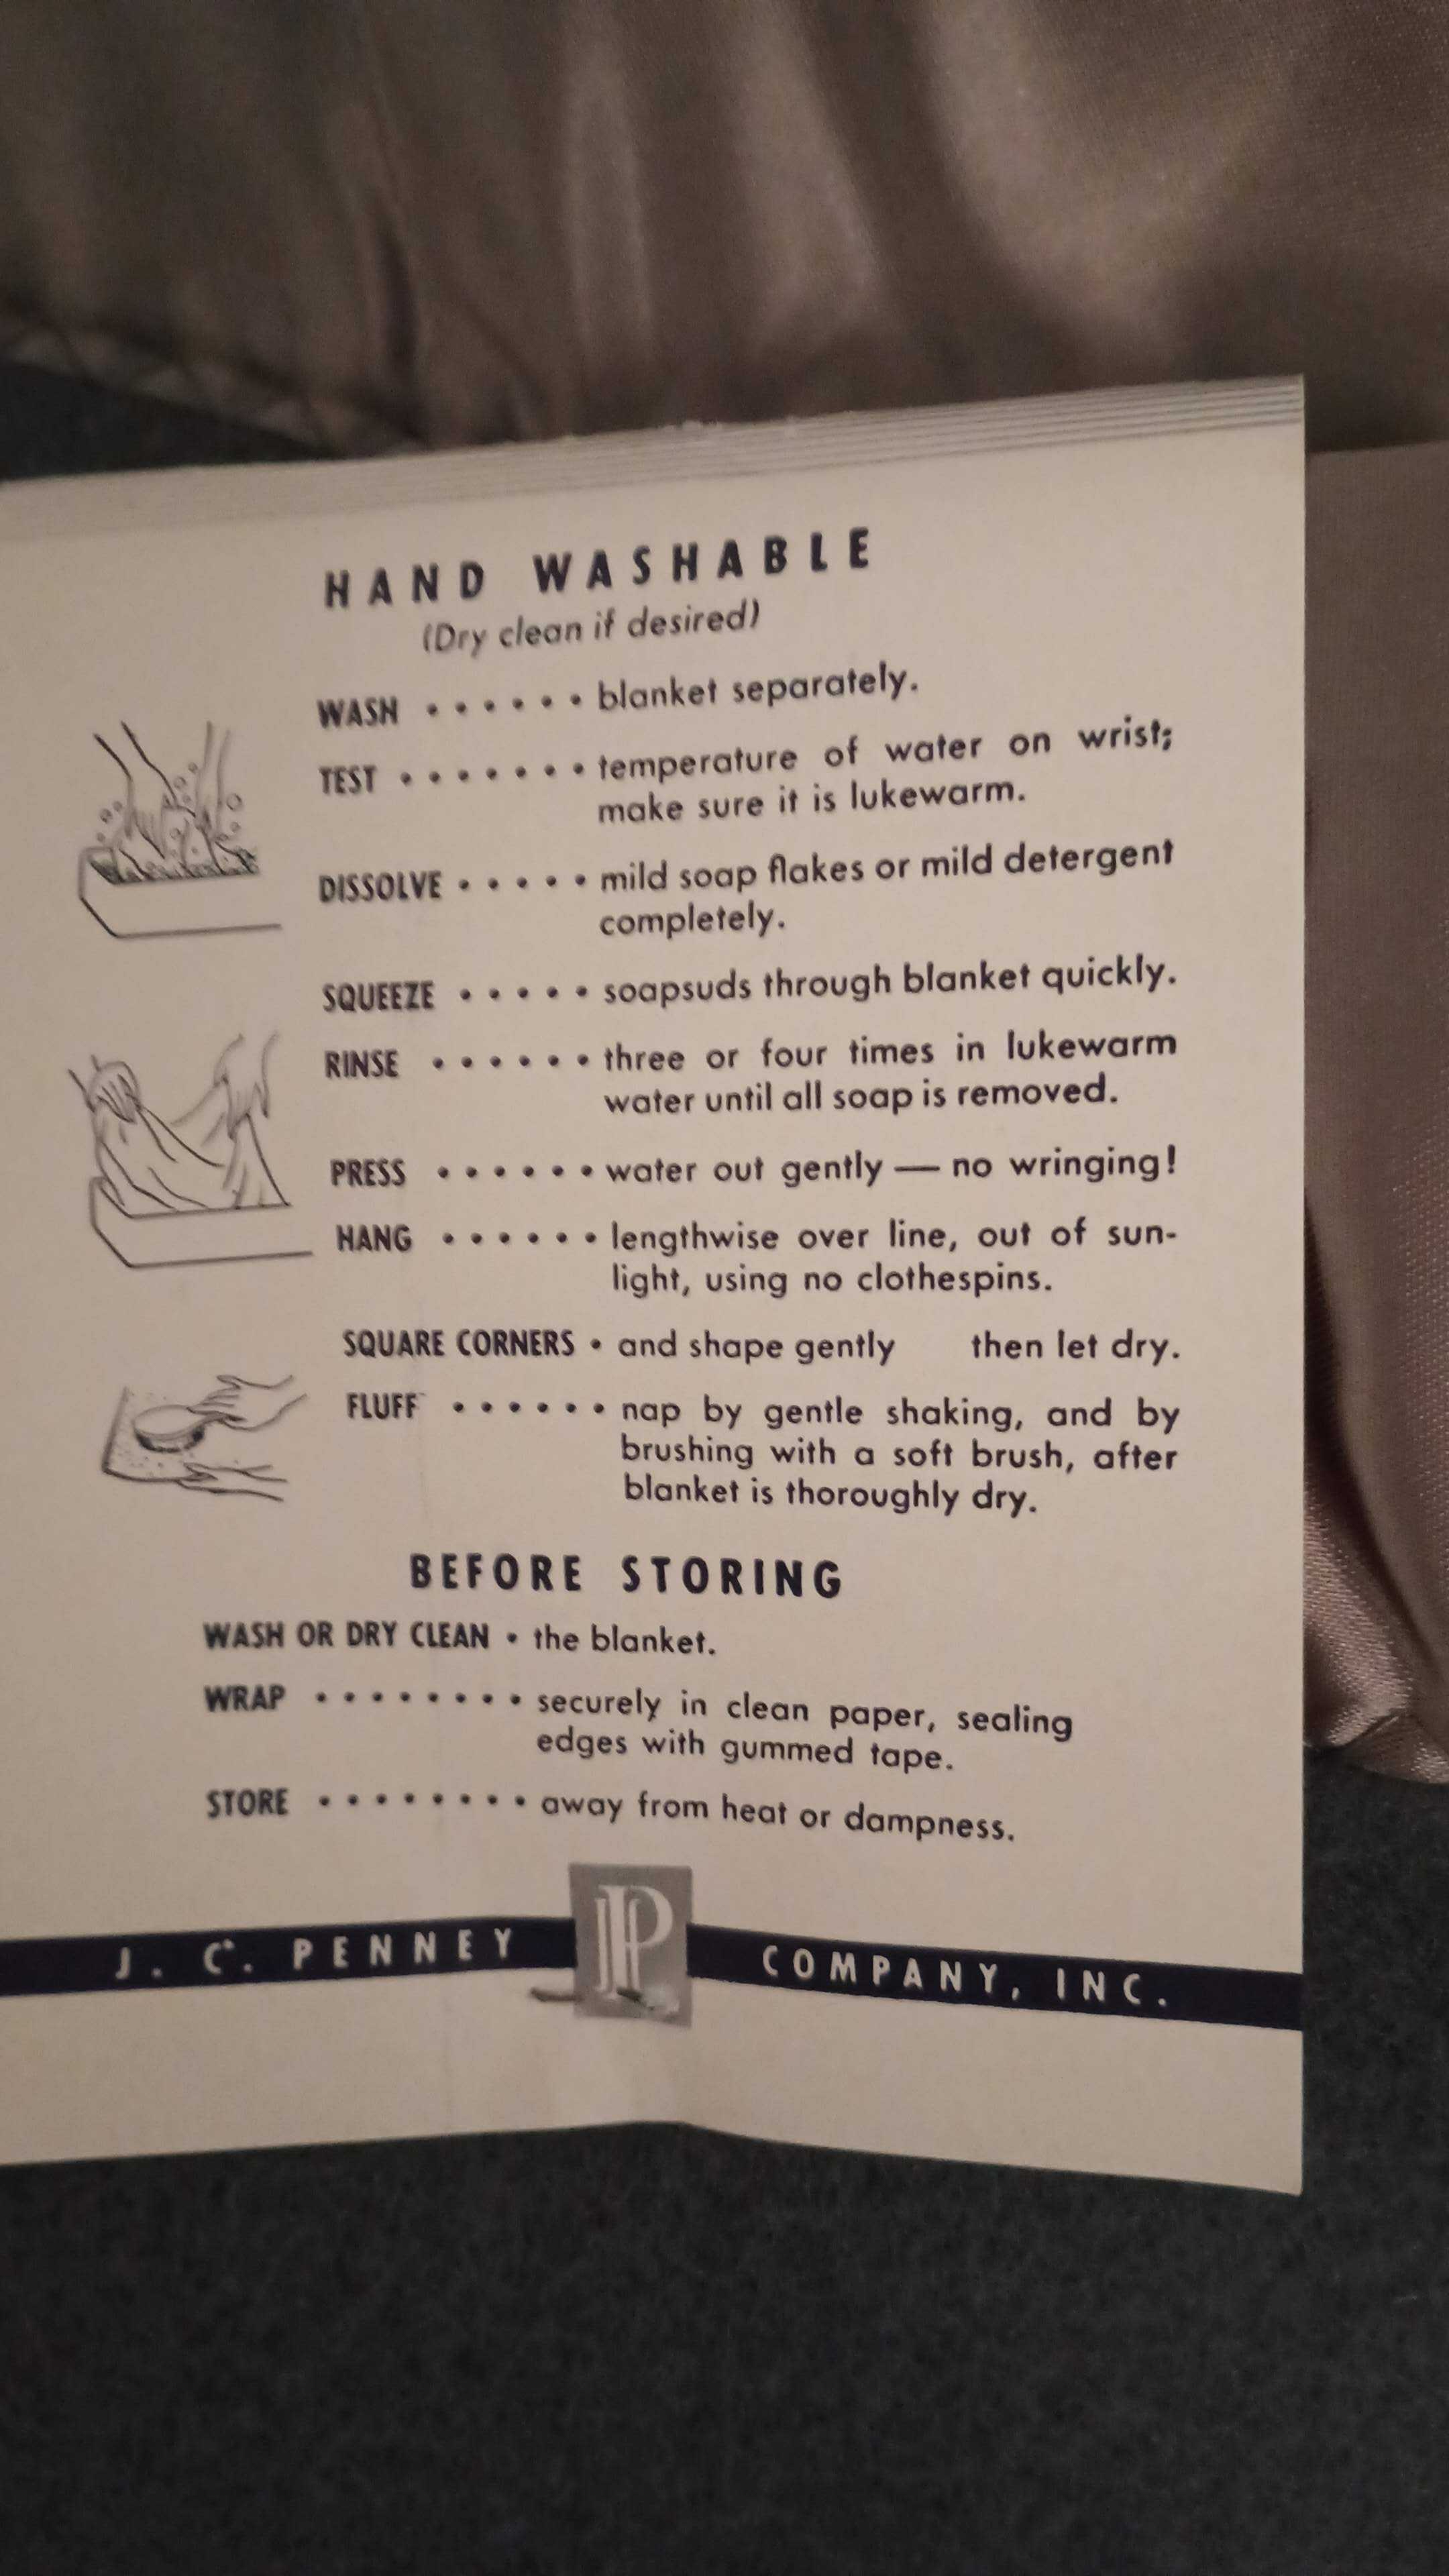 HAND WASHABLE
(Dry clean if desired)
WASH • • • • • • blanket separately.
TEST • • • • • • • temperature of water on wrist;
make sure it is lukewarm.
DISSOLVE • • • • • mild soap flakes or mild detergent
completely.
SQUEEZE • • • • • soapsuds through blanket quickly.
RINSE • • • • • • three or four times in lukewarm
water until all soap is removed.
PRESS • • • • • • water out gently — no wringing!
HANG • • • • • • lengthwise over line, out of sun-
light, using no clothespins.
SQUARE CORNERS • and shape gently then let dry.
FLUFF • • • • • • nap by gentle shaking, and by
brushing with a soft brush, after
blanket is thoroughly dry.
BEFORE STORING
WASH OR DRY CLEAN • the blanket.
WRAP • • • • • • • • securely in clean paper, sealing
edges with gummed tape.
STORE • • • • • • • • away from heat or dampness.
J. C. PENNEY P COMPANY, INC.